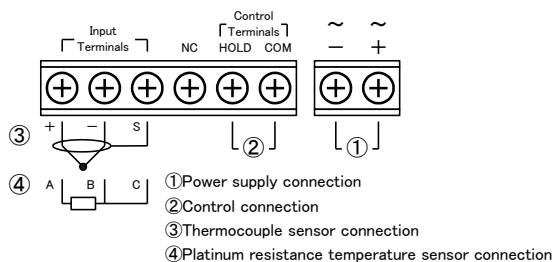 Input
Terminals
NC
Control
Terminals
HOLD COM
~ ~
− +
③ + − S
② ①
④ A B C
①Power supply connection
②Control connection
③Thermocouple sensor connection
④Platinum resistance temperature sensor connection